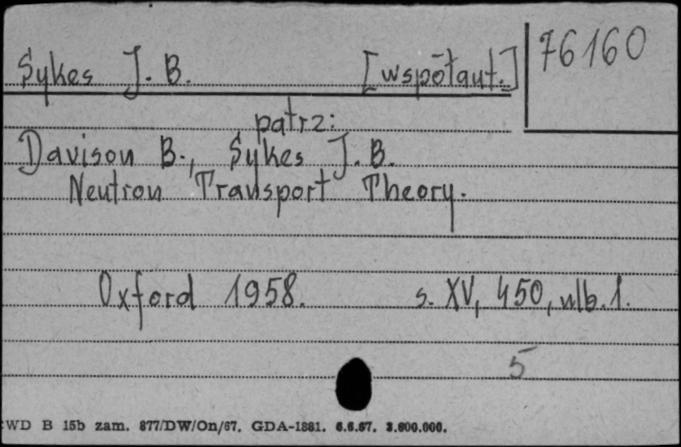 Sykes J. B. [współaut.] 76160
patrz:
Davison B., Sykes J. B.
Neutron Transport Theory.
Oxford 1958. s. XV, 450, nlb. 1.
5
WD B 15b zam. 877/DW/On/67. GDA-1881. 6.6.67. 3.000.000.